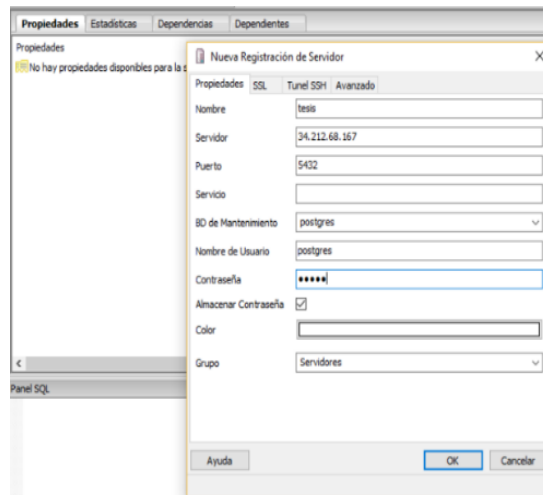 Propiedades Estadísticas Dependencias Dependientes
Propiedades
No hay propiedades disponibles para la s
Nueva Registración de Servidor
Propiedades SSL Tunel SSH Avanzado
Nombre tesis
Servidor 34.212.68.167
Puerto 5432
Servicio
BD de Mantenimiento postgres
Nombre de Usuario postgres
Contraseña •••••
Almacenar Contraseña
Color
Grupo Servidores
Panel SQL
Ayuda OK Cancelar